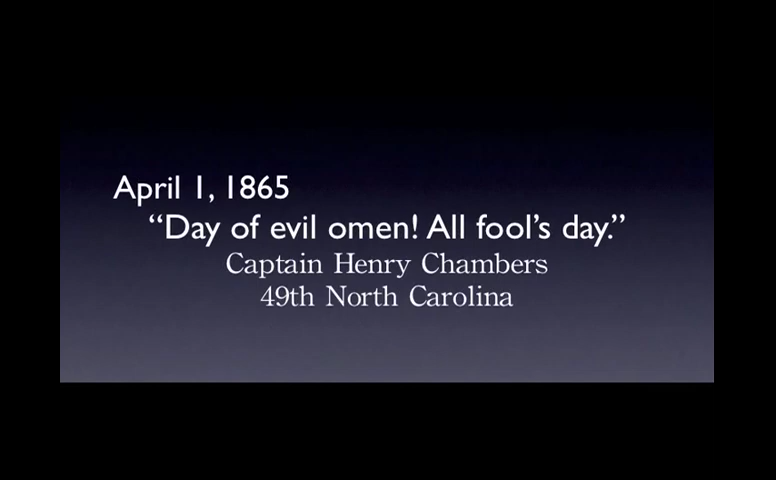 April 1, 1865
“Day of evil omen! All fool’s day.”
Captain Henry Chambers
49th North Carolina